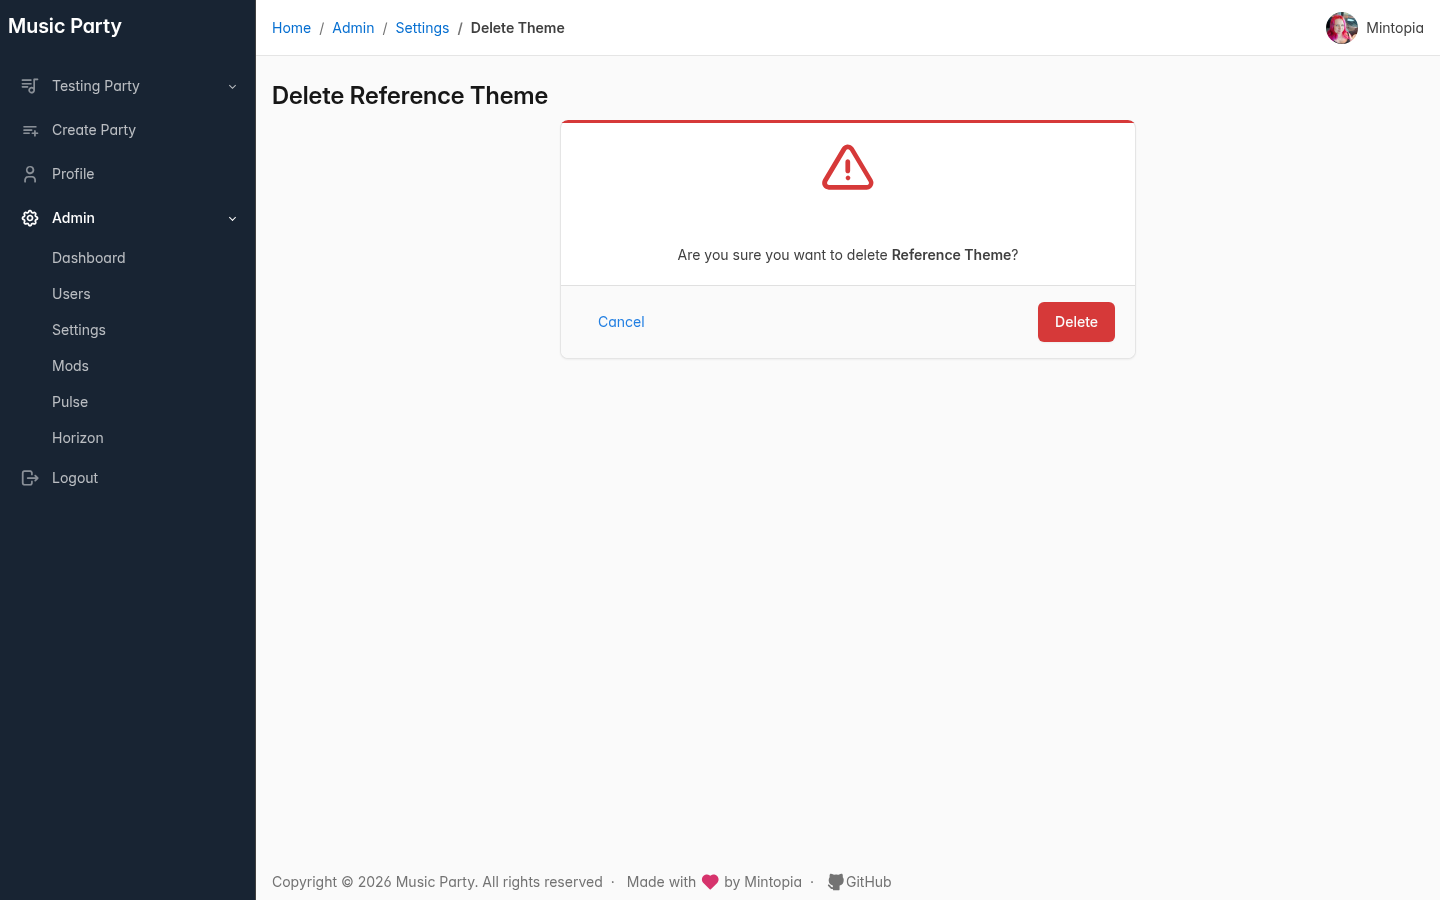 Music Party
Home / Admin / Settings / Delete Theme
Mintopia
Testing Party
Create Party
Profile
Admin
Dashboard
Users
Settings
Mods
Pulse
Horizon
Logout
Delete Reference Theme
Are you sure you want to delete Reference Theme?
Cancel
Delete
Copyright © 2026 Music Party. All rights reserved · Made with by Mintopia · GitHub